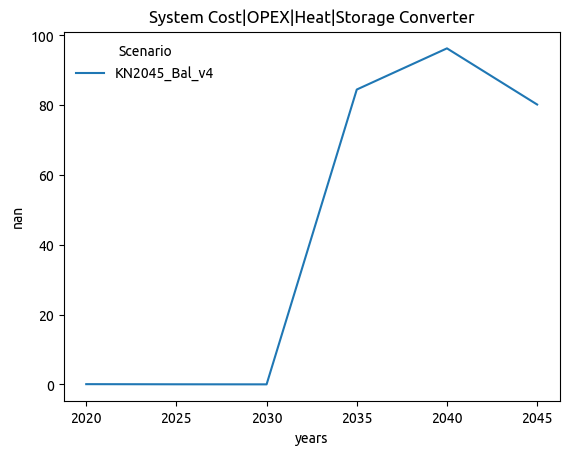 System Cost|OPEX|Heat|Storage Converter
Scenario
KN2045_Bal_v4
100
80
60
40
20
0
nan
2020 2025 2030 2035 2040 2045
years